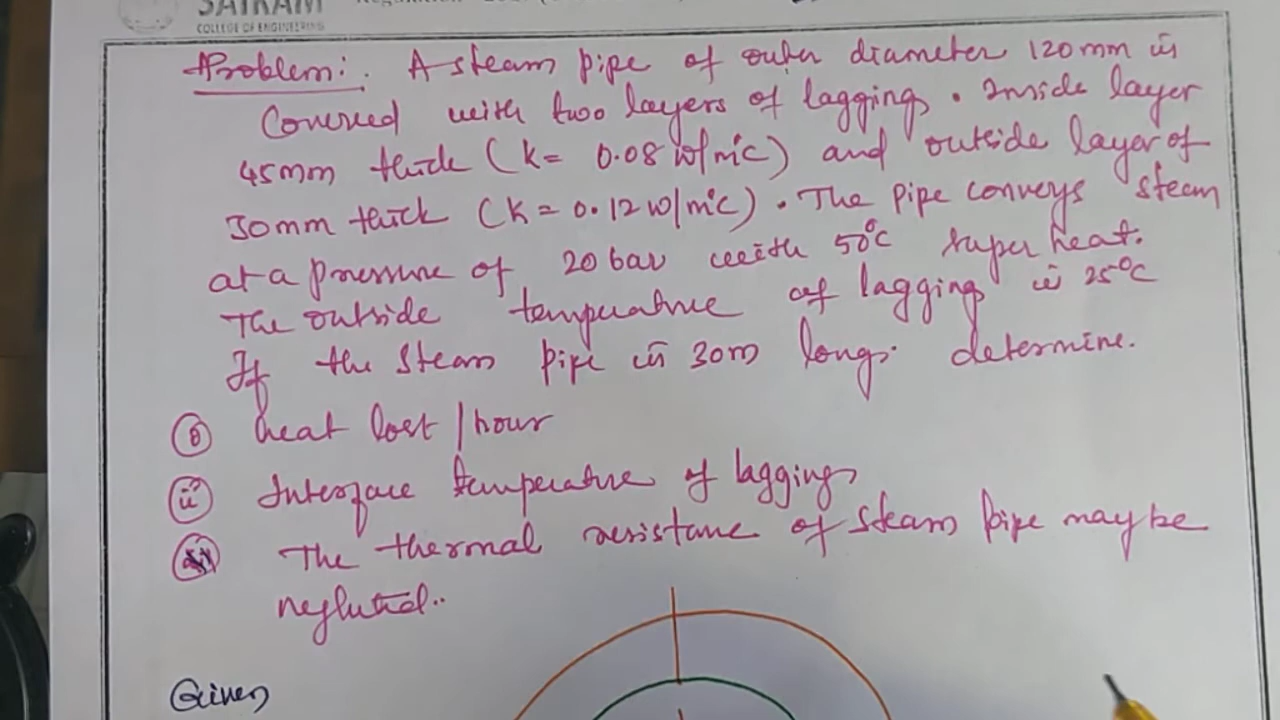 SAIRAM
COLLEGE OF ENGINEERING
Problem:. A steam pipe of outer diameter 120mm is
Covered with two layers of lagging. Inside layer
45mm thick (K= 0.08 W/m°c) and outside layer of
30mm thick (K = 0.12 W/m°c). The pipe conveys steam
at a pressure of 20 bar with 50°C super heat.
The outside temperature of lagging is 25°C
If the steam pipe is 30m long. determine.
(i) heat lost / hour
(ii) Interface temperature of lagging
The thermal resistance of steam pipe may be
neglected..
Given